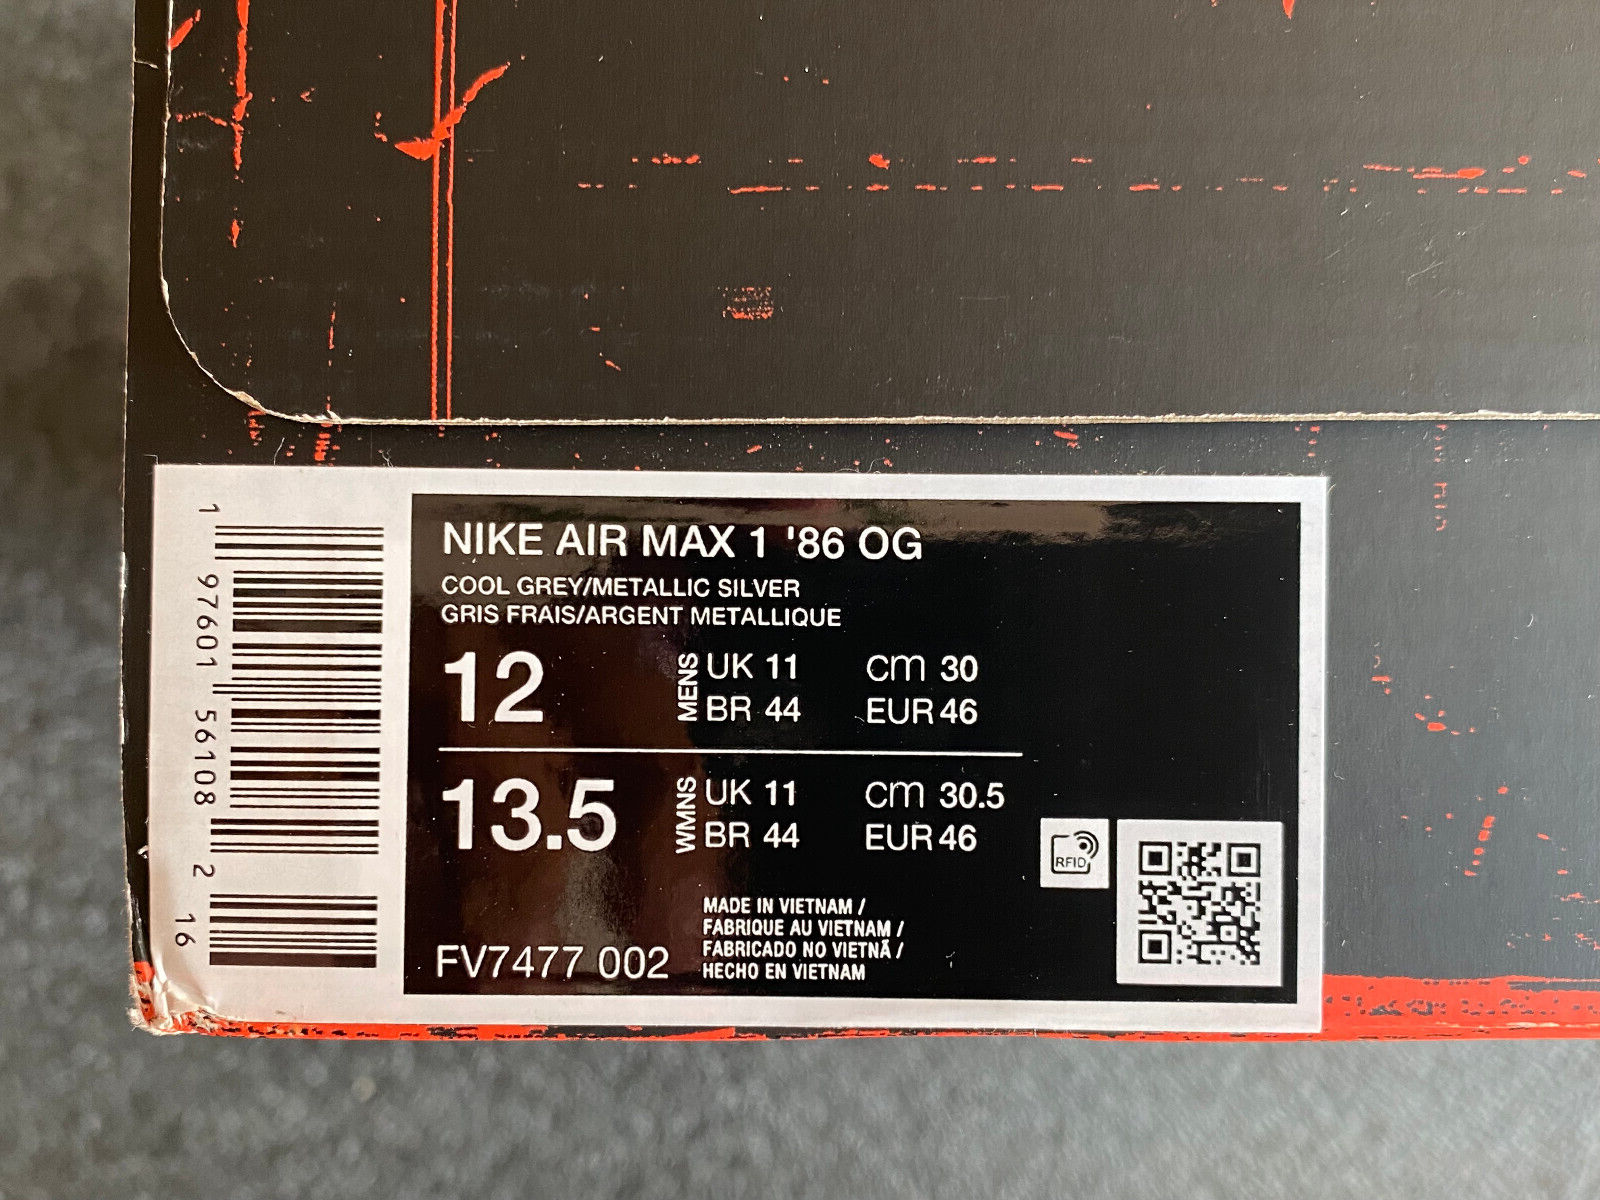 NIKE AIR MAX 1 '86 OG
COOL GREY/METALLIC SILVER
GRIS FRAIS/ARGENT METALLIQUE
12
MENS
UK 11 cm 30
BR 44 EUR 46
13.5
WMNS
UK 11 cm 30.5
BR 44 EUR 46
RFID
MADE IN VIETNAM /
FABRIQUE AU VIETNAM /
FABRICADO NO VIETNÃ /
HECHO EN VIETNAM
FV7477 002
1 97601 56108 2 16